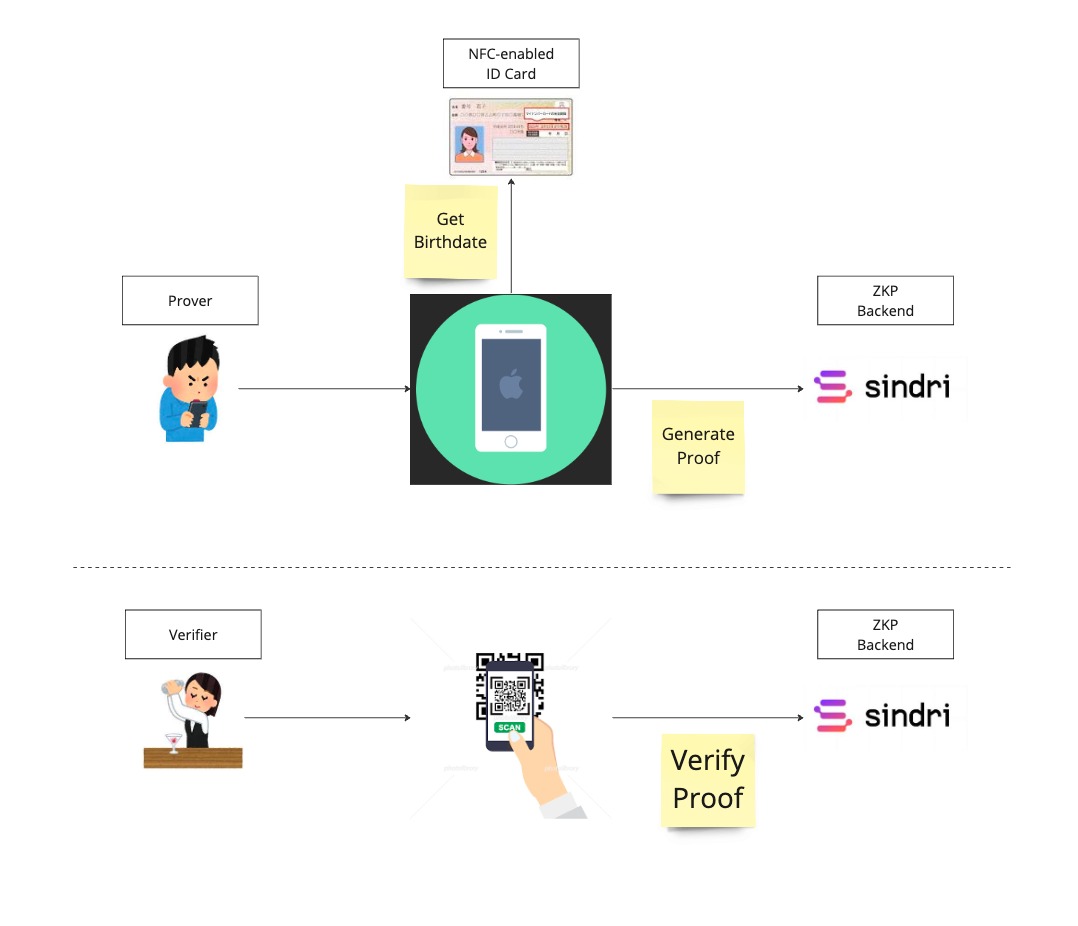 NFC-enabled
ID Card
Get
Birthdate
Prover
ZKP
Backend
sindri
Generate
Proof
Verifier
ZKP
Backend
SCAN
sindri
Verify
Proof